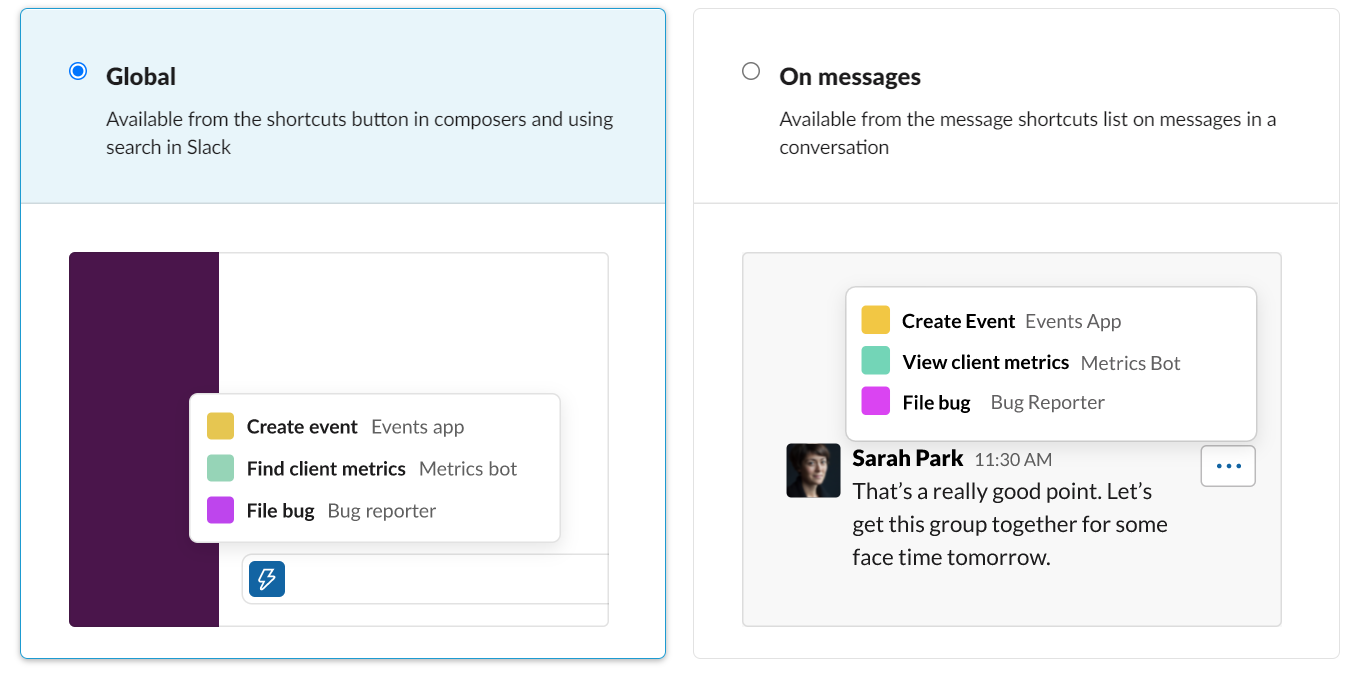 Global
Available from the shortcuts button in composers and using
search in Slack
Create event Events app
Find client metrics Metrics bot
File bug Bug reporter
On messages
Available from the message shortcuts list on messages in a
conversation
Create Event Events App
View client metrics Metrics Bot
File bug Bug Reporter
Sarah Park 11:30 AM
That’s a really good point. Let’s
get this group together for some
face time tomorrow.